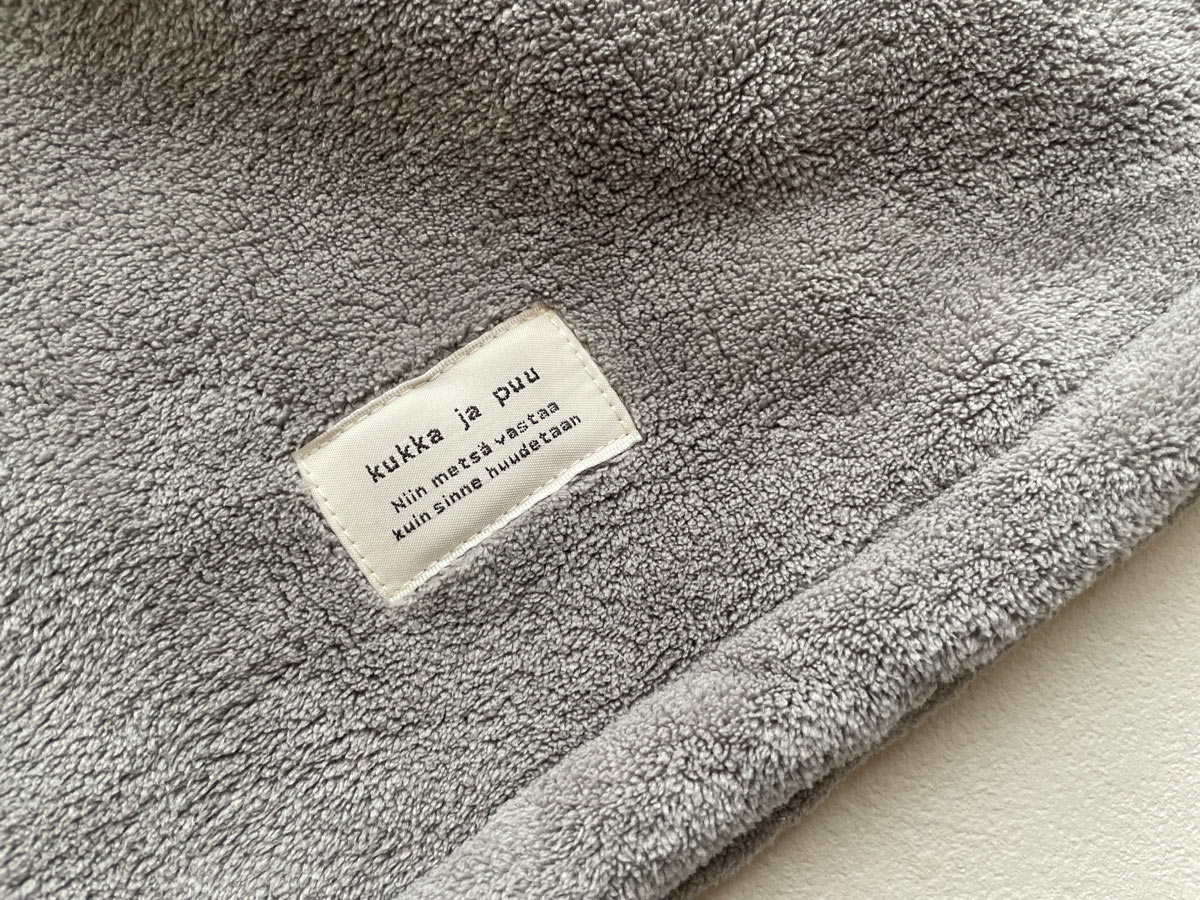 kukka ja puu
Niin metsä vastaa
kuin sinne huudetaan